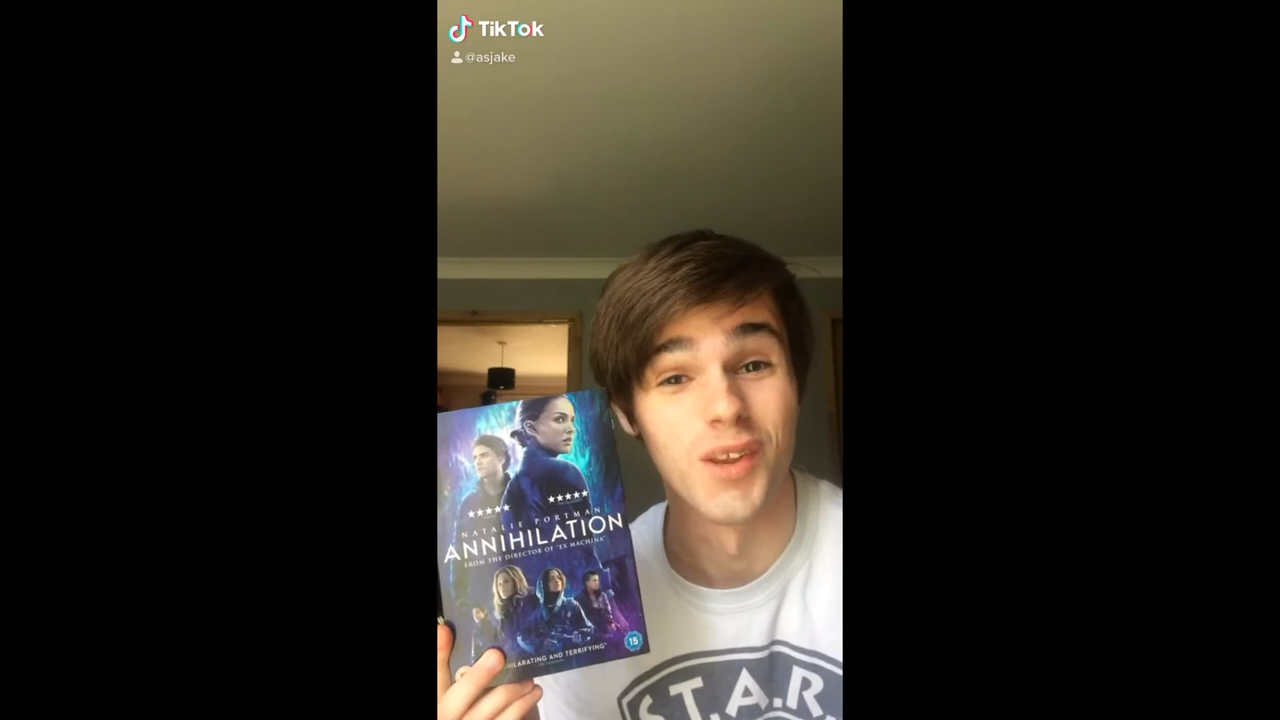 TikTok
@asjake
★★★★★
★★★★★
NATALIE PORTMAN
ANNIHILATION
FROM THE DIRECTOR OF "EX MACHINA"
HILARATING AND TERRIFYING"
15
S.T.A.R.